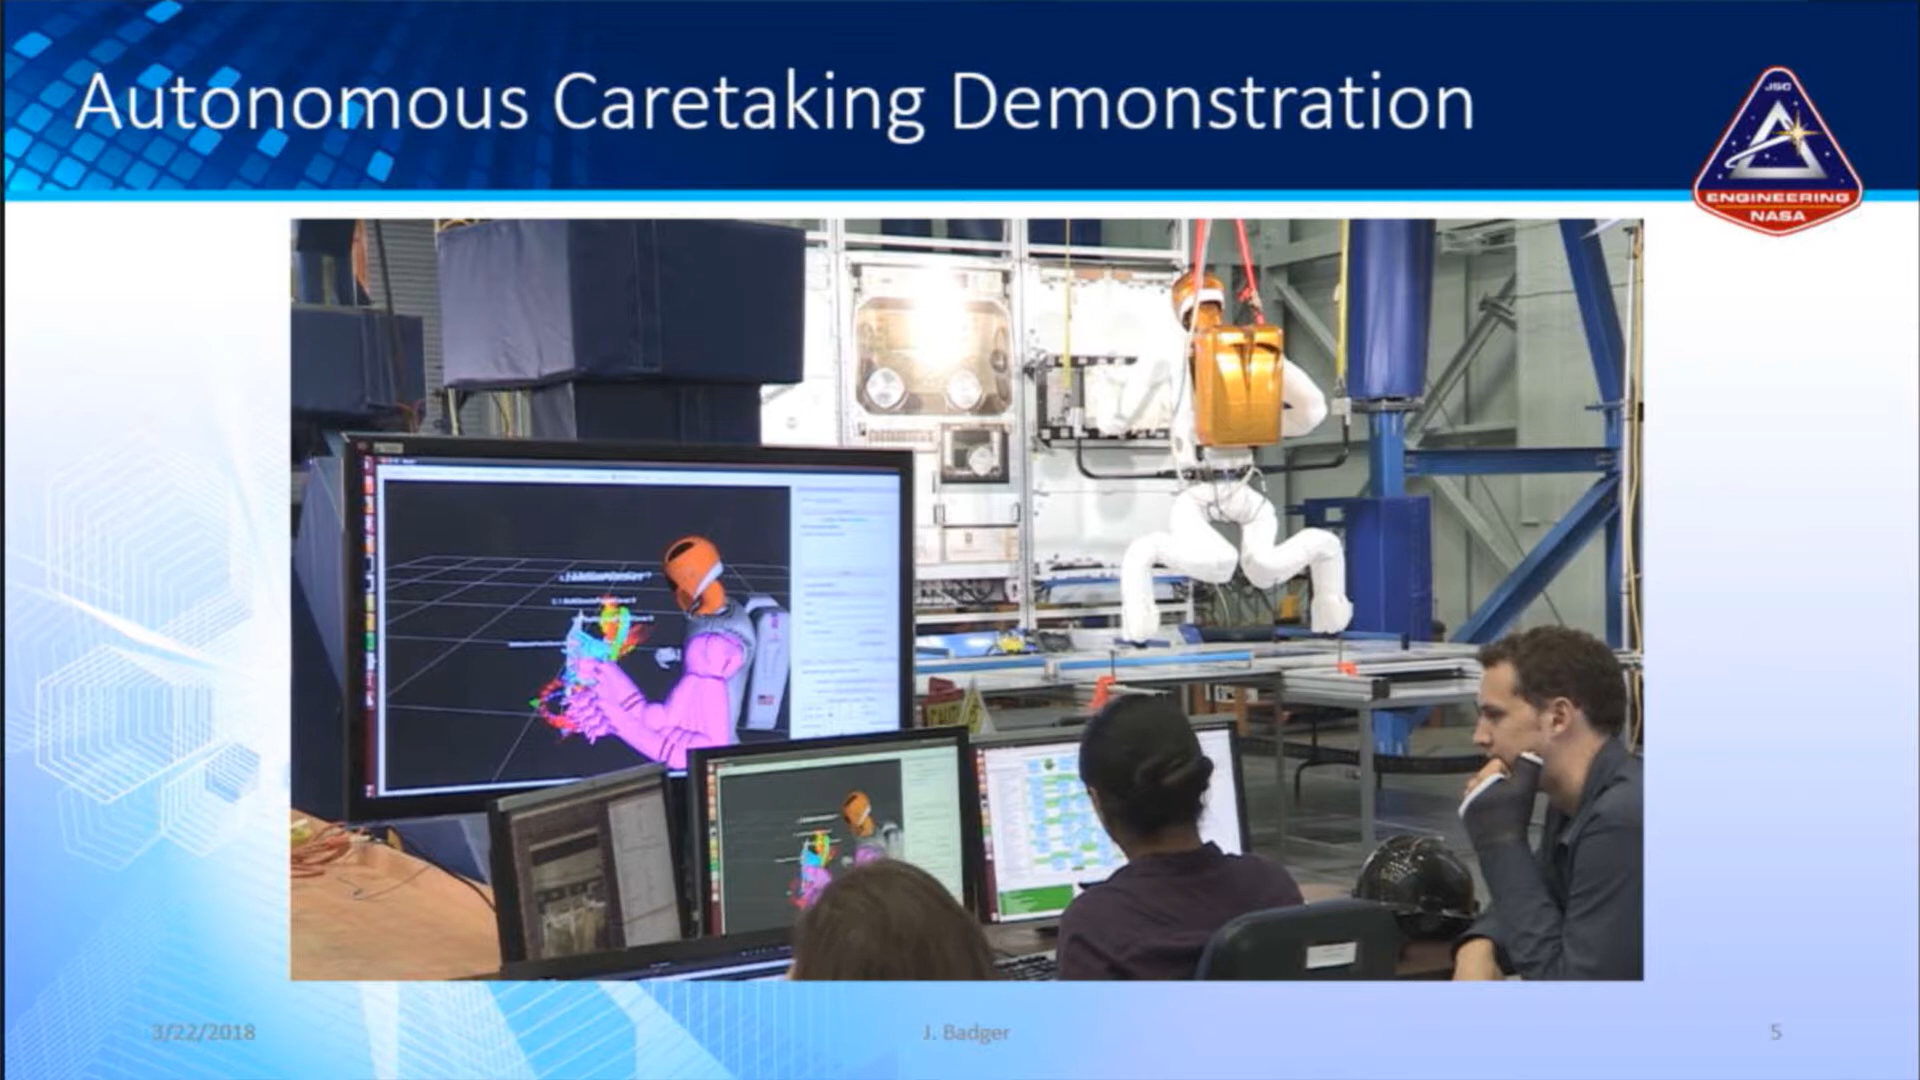 Autonomous Caretaking Demonstration
JSC
ENGINEERING
NASA
3/22/2018
J. Badger
5